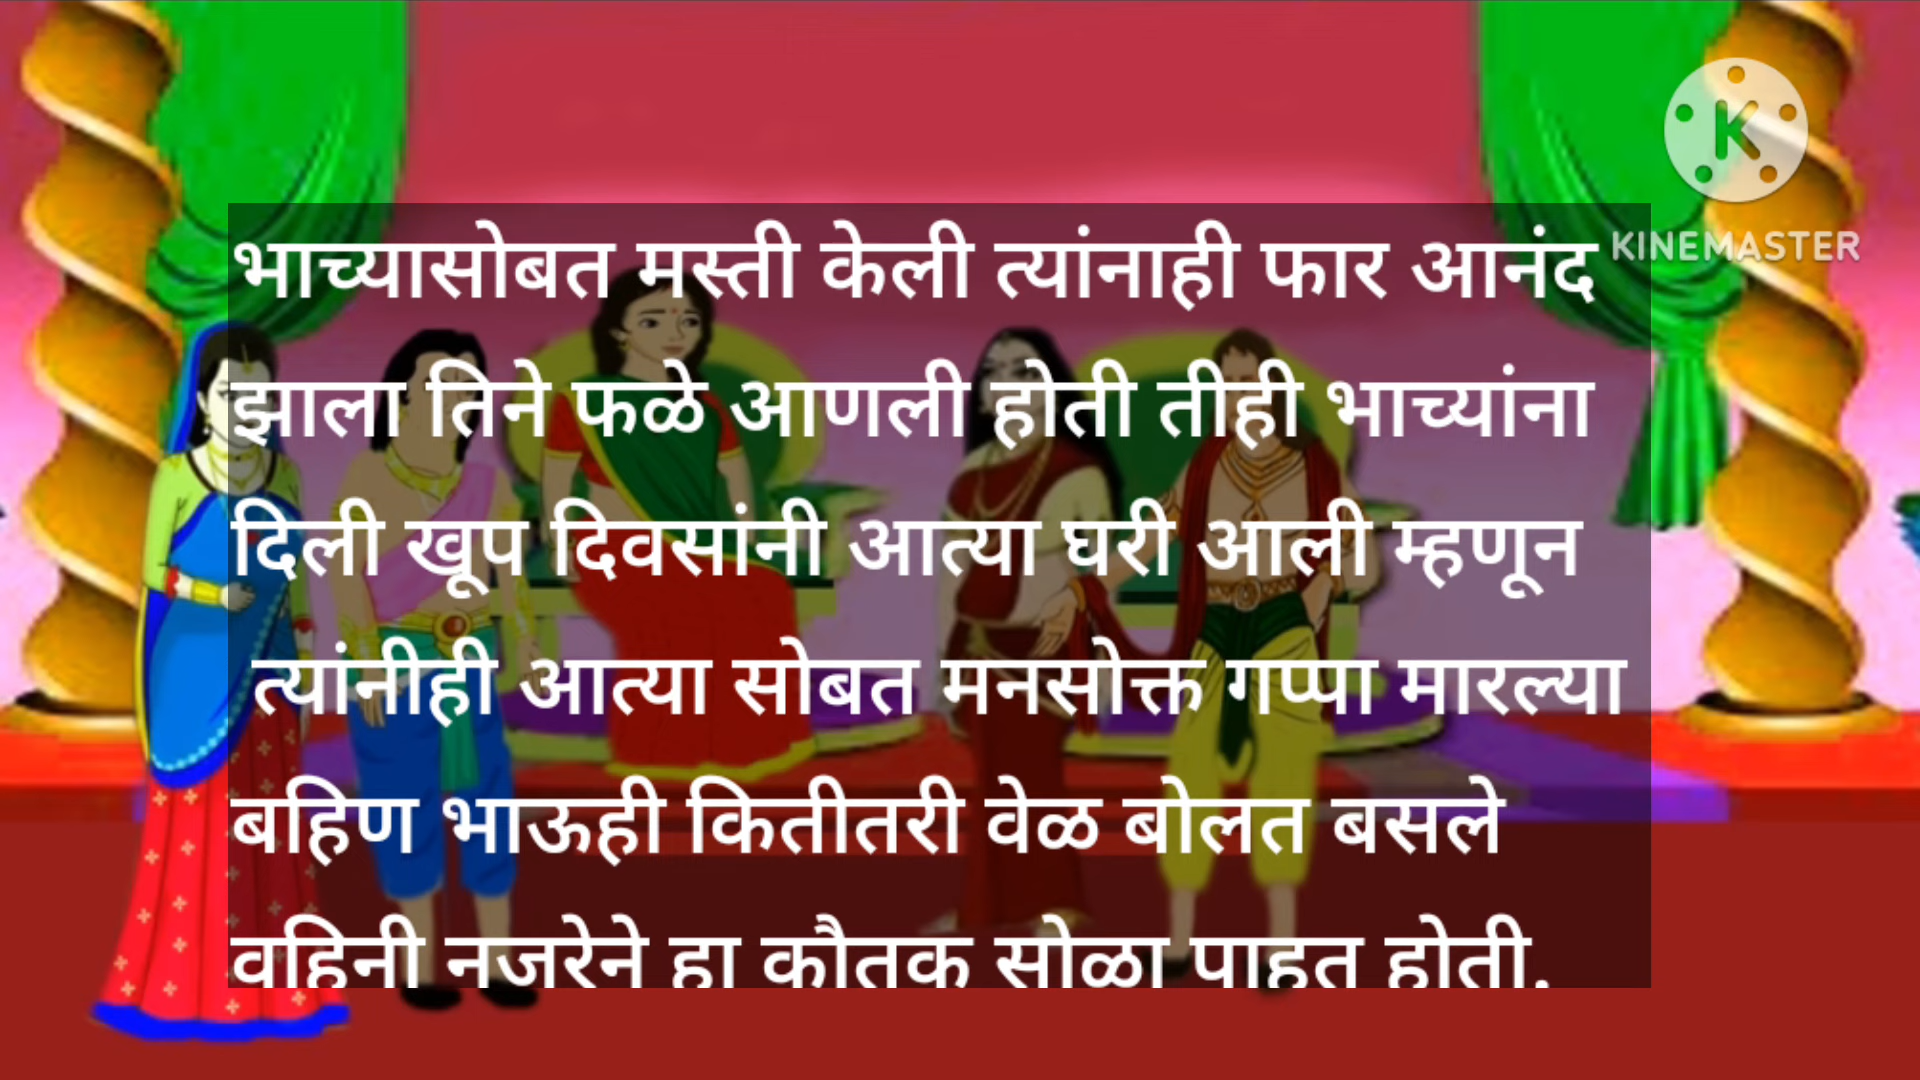 भाच्यासोबत मस्ती केली त्यांनाही फार आनंद
झाला तिने फळे आणली होती तीही भाच्यांना
दिली खूप दिवसांनी आत्या घरी आली म्हणून
त्यांनीही आत्या सोबत मनसोक्त गप्पा मारल्या
बहिण भाऊही कितीतरी वेळ बोलत बसले
वहिनी नजरेने हा कौतक सोळा पाहत होती.
K
KINEMASTER